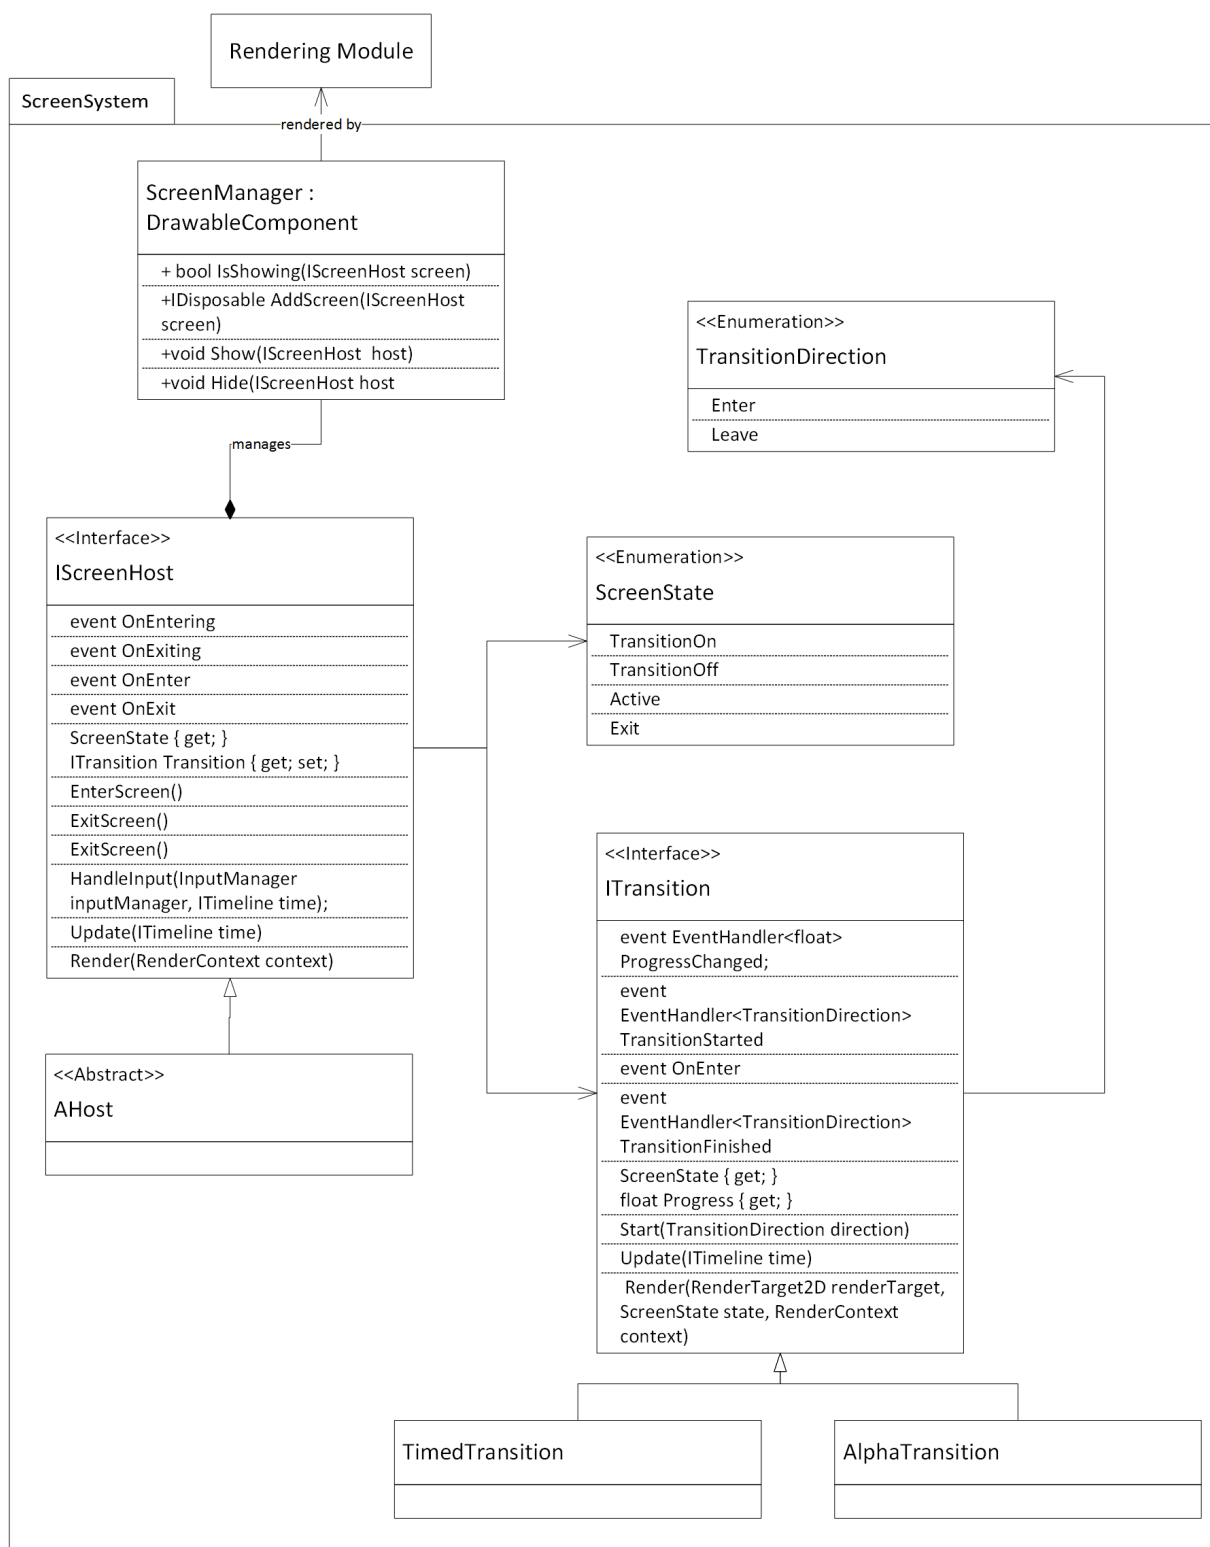 Rendering Module
ScreenSystem
rendered by
ScreenManager :
DrawableComponent
+ bool IsShowing(IScreenHost screen)
+IDisposable AddScreen(IScreenHost
screen)
+void Show(IScreenHost  host)
+void Hide(IScreenHost host
manages
<<Enumeration>>
TransitionDirection
Enter
Leave
<<Interface>>
IScreenHost
event OnEntering
event OnExiting
event OnEnter
event OnExit
ScreenState { get; }
ITransition Transition { get; set; }
EnterScreen()
ExitScreen()
ExitScreen()
HandleInput(InputManager
inputManager, ITimeline time);
Update(ITimeline time)
Render(RenderContext context)
<<Enumeration>>
ScreenState
TransitionOn
TransitionOff
Active
Exit
<<Abstract>>
AHost
<<Interface>>
ITransition
event EventHandler<float>
ProgressChanged;
event
EventHandler<TransitionDirection>
TransitionStarted
event OnEnter
event
EventHandler<TransitionDirection>
TransitionFinished
ScreenState { get; }
float Progress { get; }
Start(TransitionDirection direction)
Update(ITimeline time)
Render(RenderTarget2D renderTarget,
ScreenState state, RenderContext
context)
TimedTransition
AlphaTransition